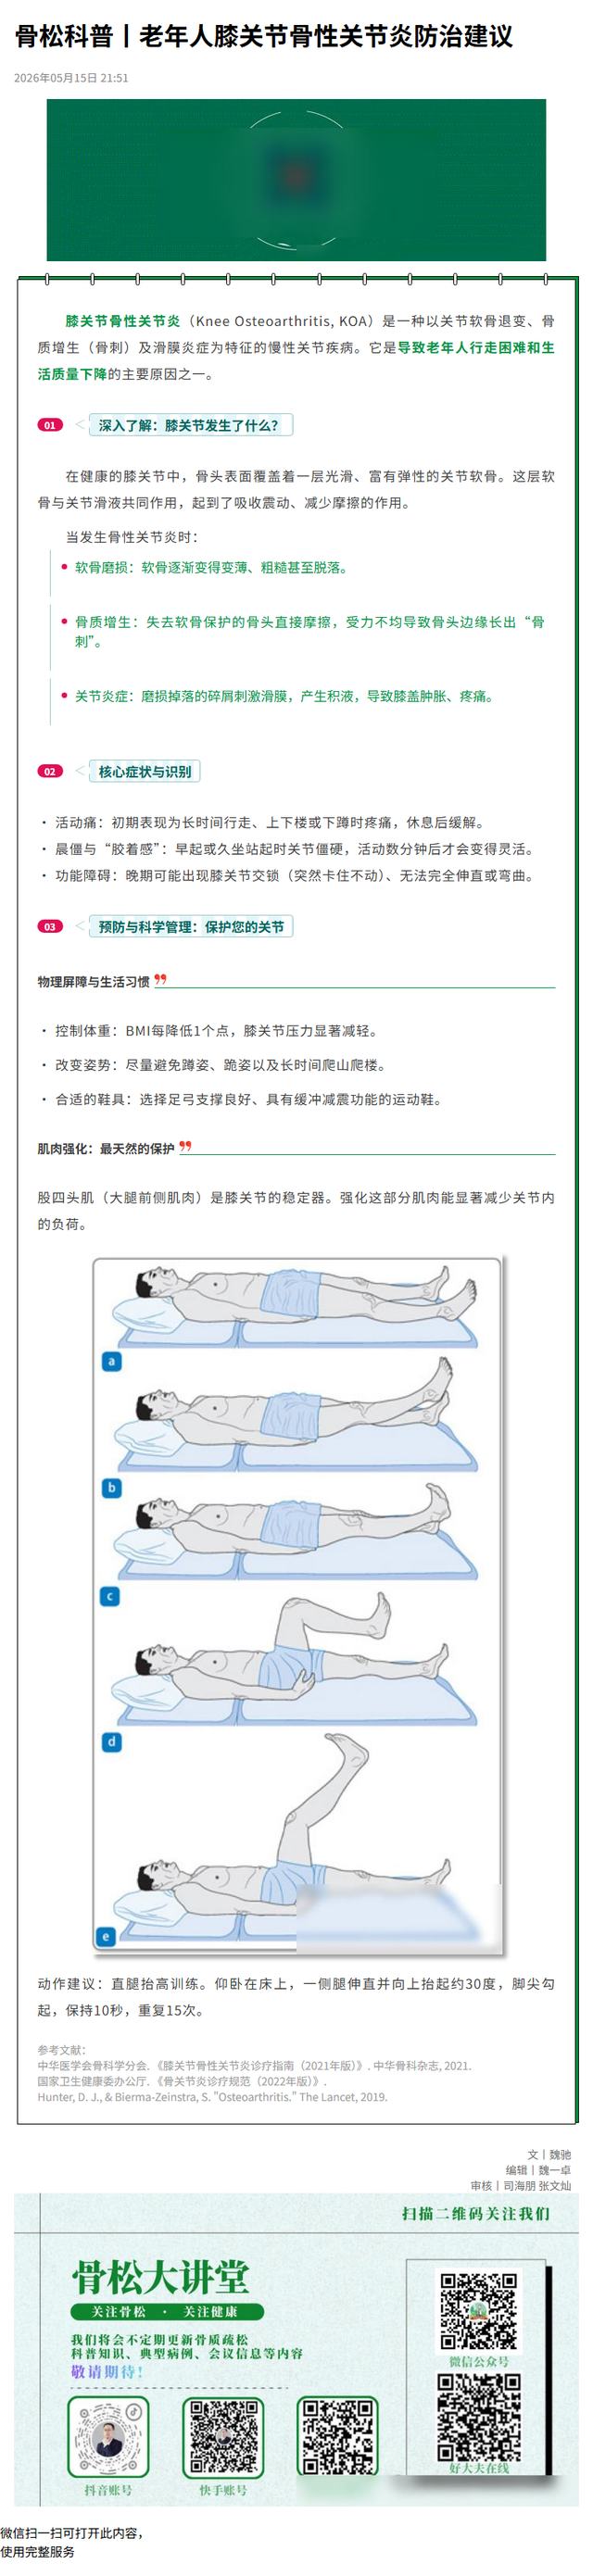 骨松科普丨老年人膝关节骨性关节炎防治建议
2026年05月15日 21:51
膝关节骨性关节炎（Knee Osteoarthritis, KOA）是一种以关节软骨退变、骨
质增生（骨刺）及滑膜炎症为特征的慢性关节疾病。它是导致老年人行走困难和生
活质量下降的主要原因之一。
01 深入了解：膝关节发生了什么？
在健康的膝关节中，骨头表面覆盖着一层光滑、富有弹性的关节软骨。这层软
骨与关节滑液共同作用，起到了吸收震动、减少摩擦的作用。
当发生骨性关节炎时：
软骨磨损：软骨逐渐变得变薄、粗糙甚至脱落。
骨质增生：失去软骨保护的骨头直接摩擦，受力不均导致骨头边缘长出“骨
刺”。
关节炎症：磨损掉落的碎屑刺激滑膜，产生积液，导致膝盖肿胀、疼痛。
02 核心症状与识别
· 活动痛：初期表现为长时间行走、上下楼或下蹲时疼痛，休息后缓解。
· 晨僵与“胶着感”：早起或久坐站起时关节僵硬，活动数分钟后才会变得灵活。
· 功能障碍：晚期可能出现膝关节交锁（突然卡住不动）、无法完全伸直或弯曲。
03 预防与科学管理：保护您的关节
物理屏障与生活习惯
· 控制体重：BMI每降低1个点，膝关节压力显著减轻。
· 改变姿势：尽量避免蹲姿、跪姿以及长时间爬山爬楼。
· 合适的鞋具：选择足弓支撑良好、具有缓冲减震功能的运动鞋。
肌肉强化：最天然的保护
股四头肌（大腿前侧肌肉）是膝关节的稳定器。强化这部分肌肉能显著减少关节内
的负荷。
a
b
c
d
e
动作建议：直腿抬高训练。仰卧在床上，一侧腿伸直并向上抬起约30度，脚尖勾
起，保持10秒，重复15次。
参考文献：
中华医学会骨科学分会.《膝关节骨性关节炎诊疗指南（2021年版）》. 中华骨科杂志, 2021.
国家卫生健康委办公厅.《骨关节炎诊疗规范（2022年版）》.
Hunter, D. J., & Bierma-Zeinstra, S. "Osteoarthritis." The Lancet, 2019.
文丨魏驰
编辑丨魏一卓
审核丨司海朋 张文灿
扫描二维码关注我们
骨松大讲堂
关注骨松 · 关注健康
我们将会不定期更新骨质疏松
科普知识、典型病例、会议信息等内容
敬请期待！
微信公众号
好大夫在线
抖音账号
快手账号
微信扫一扫可打开此内容，
使用完整服务